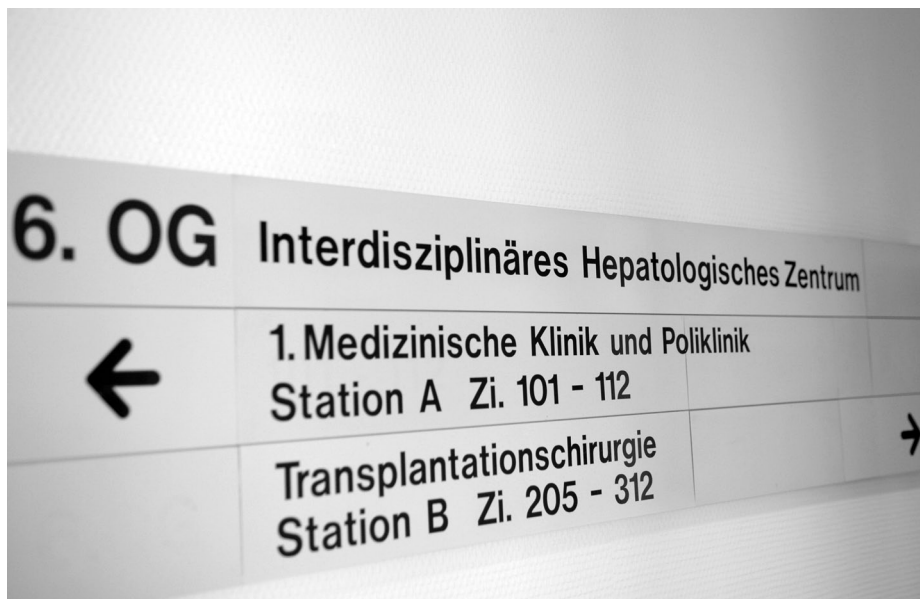 6. OG Interdisziplinäres Hepatologisches Zentrum
← 1. Medizinische Klinik und Poliklinik
Station A Zi. 101 - 112
Transplantationschirurgie →
Station B Zi. 205 - 312